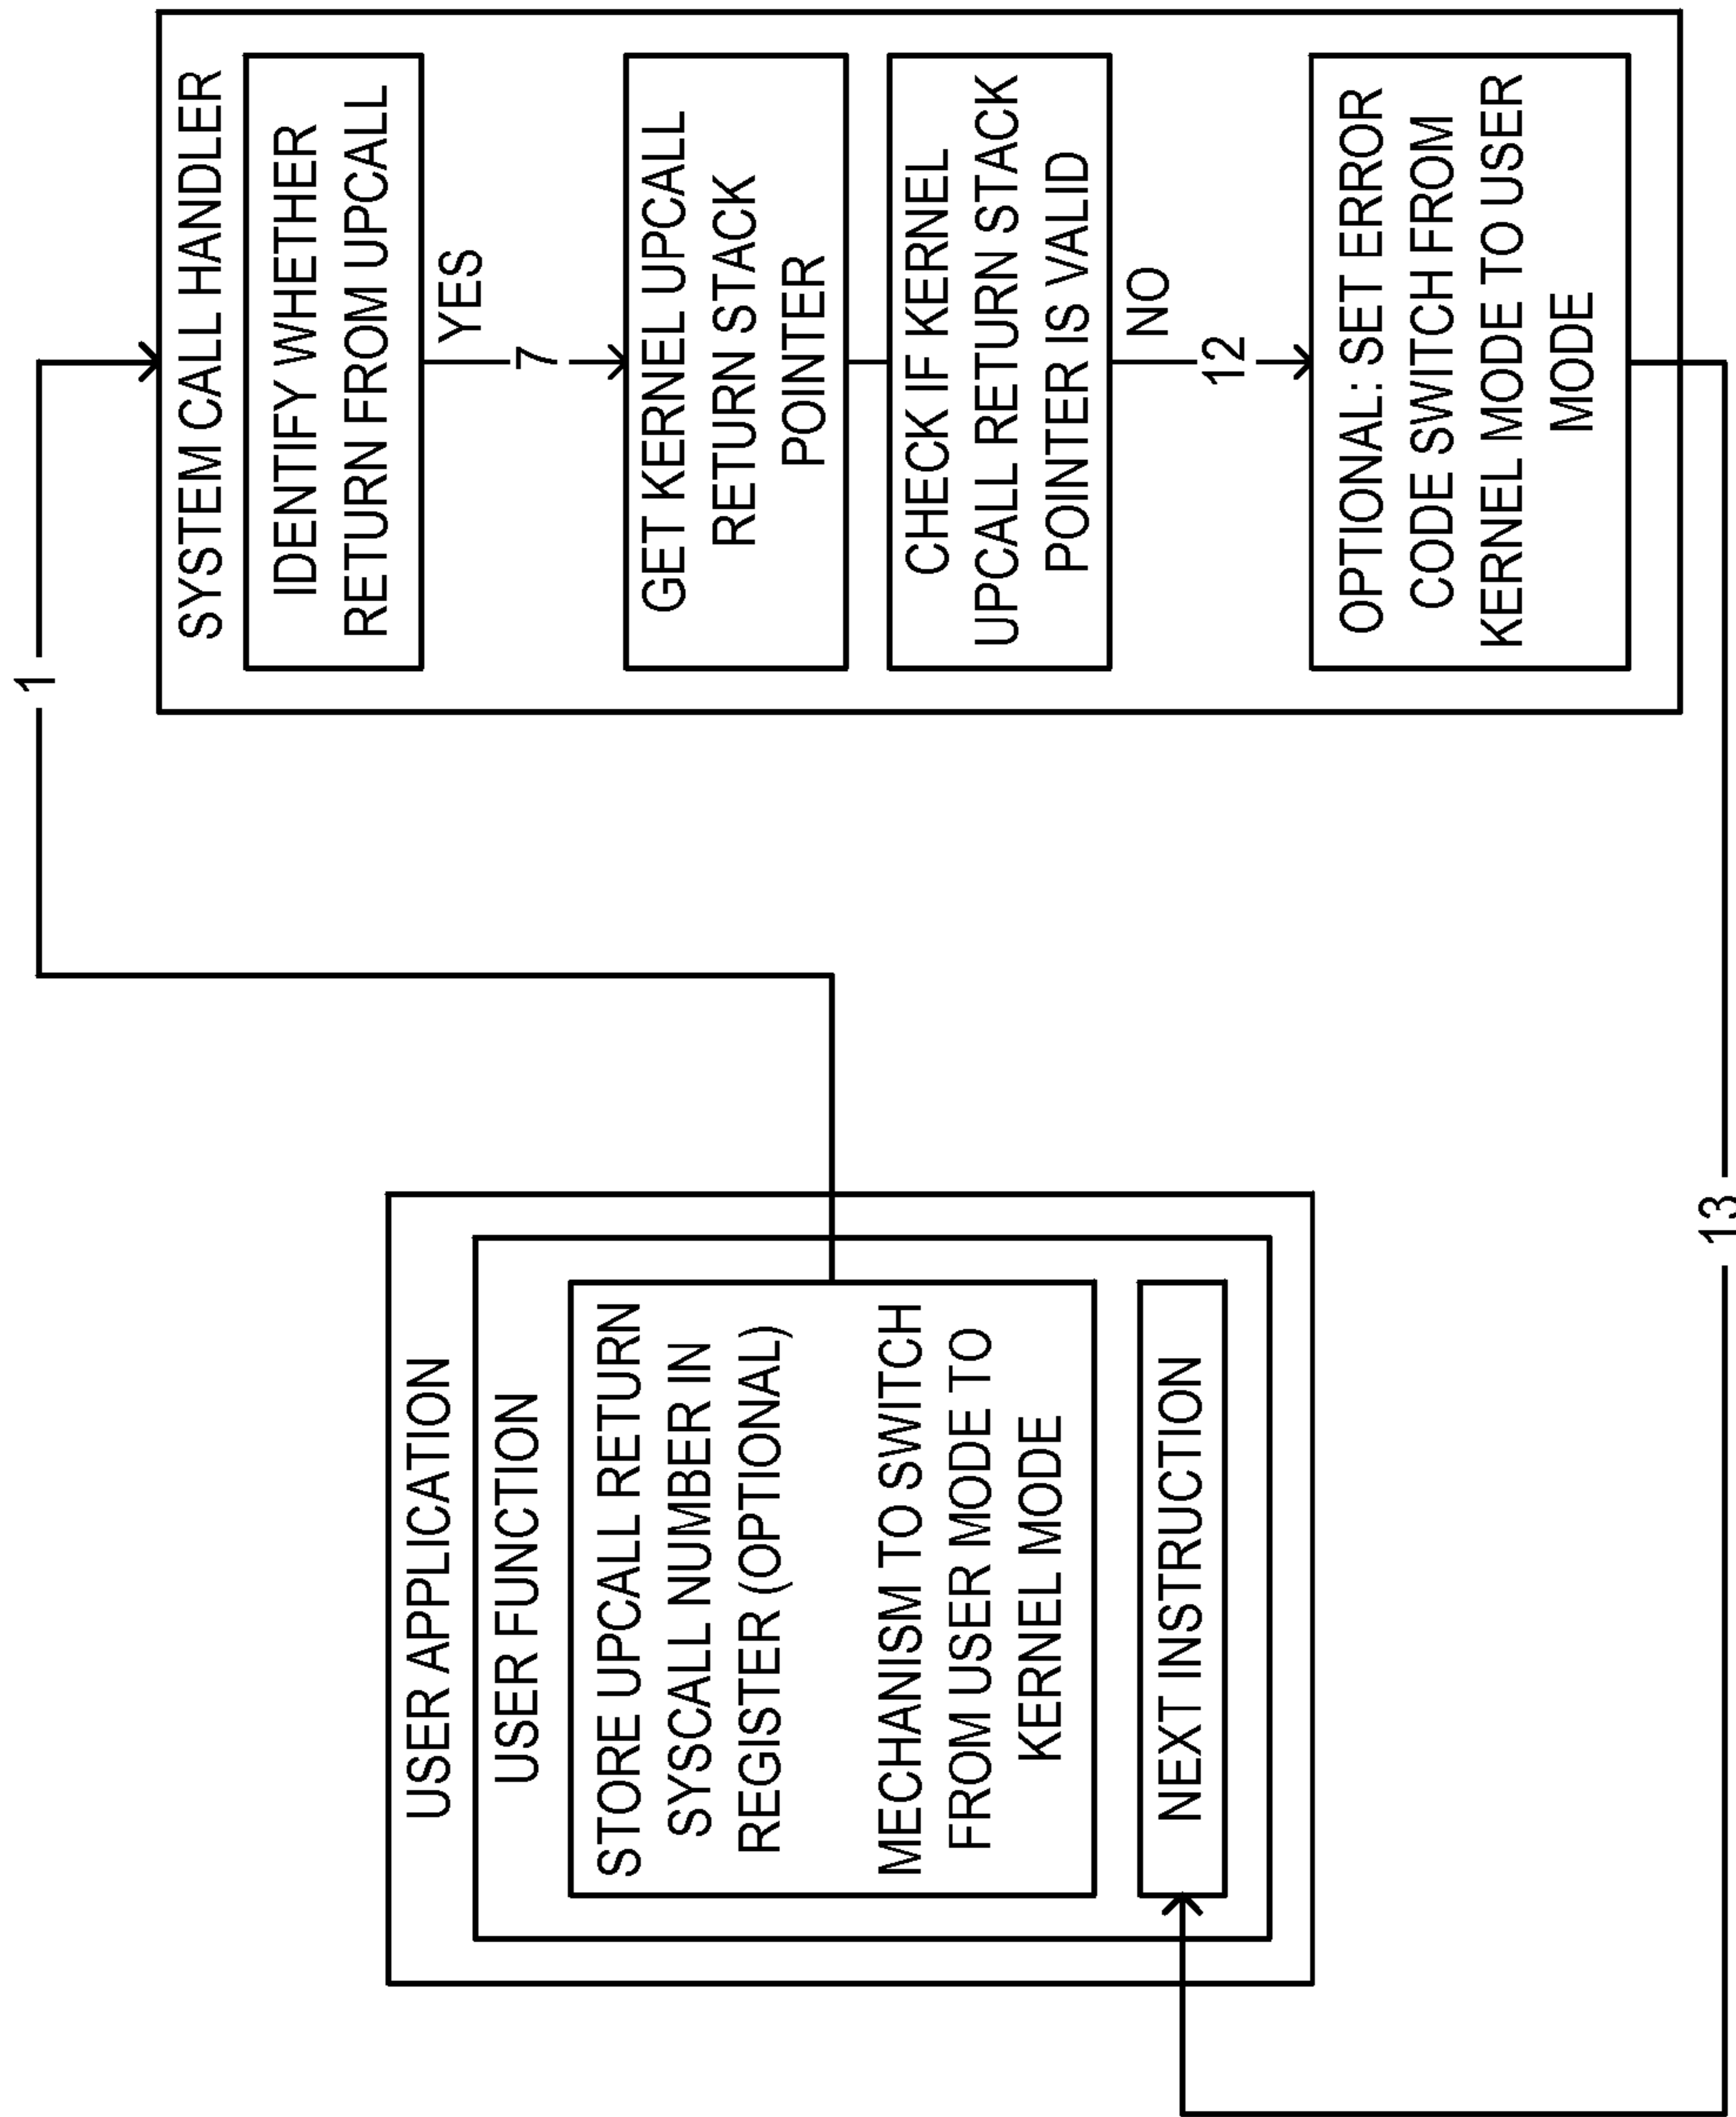 USER APPLICATION
USER FUNCTION
STORE UPCALL RETURN
SYSCALL NUMBER IN
REGISTER (OPTIONAL)
MECHANISM TO SWITCH
FROM USER MODE TO
KERNEL MODE
NEXT INSTRUCTION
1
SYSTEM CALL HANDLER
IDENTIFY WHETHER
RETURN FROM UPCALL
YES
7
GET KERNEL UPCALL
RETURN STACK
POINTER
CHECK IF KERNEL
UPCALL RETURN STACK
POINTER IS VALID
NO
12
OPTIONAL: SET ERROR
CODE SWITCH FROM
KERNEL MODE TO USER
MODE
13